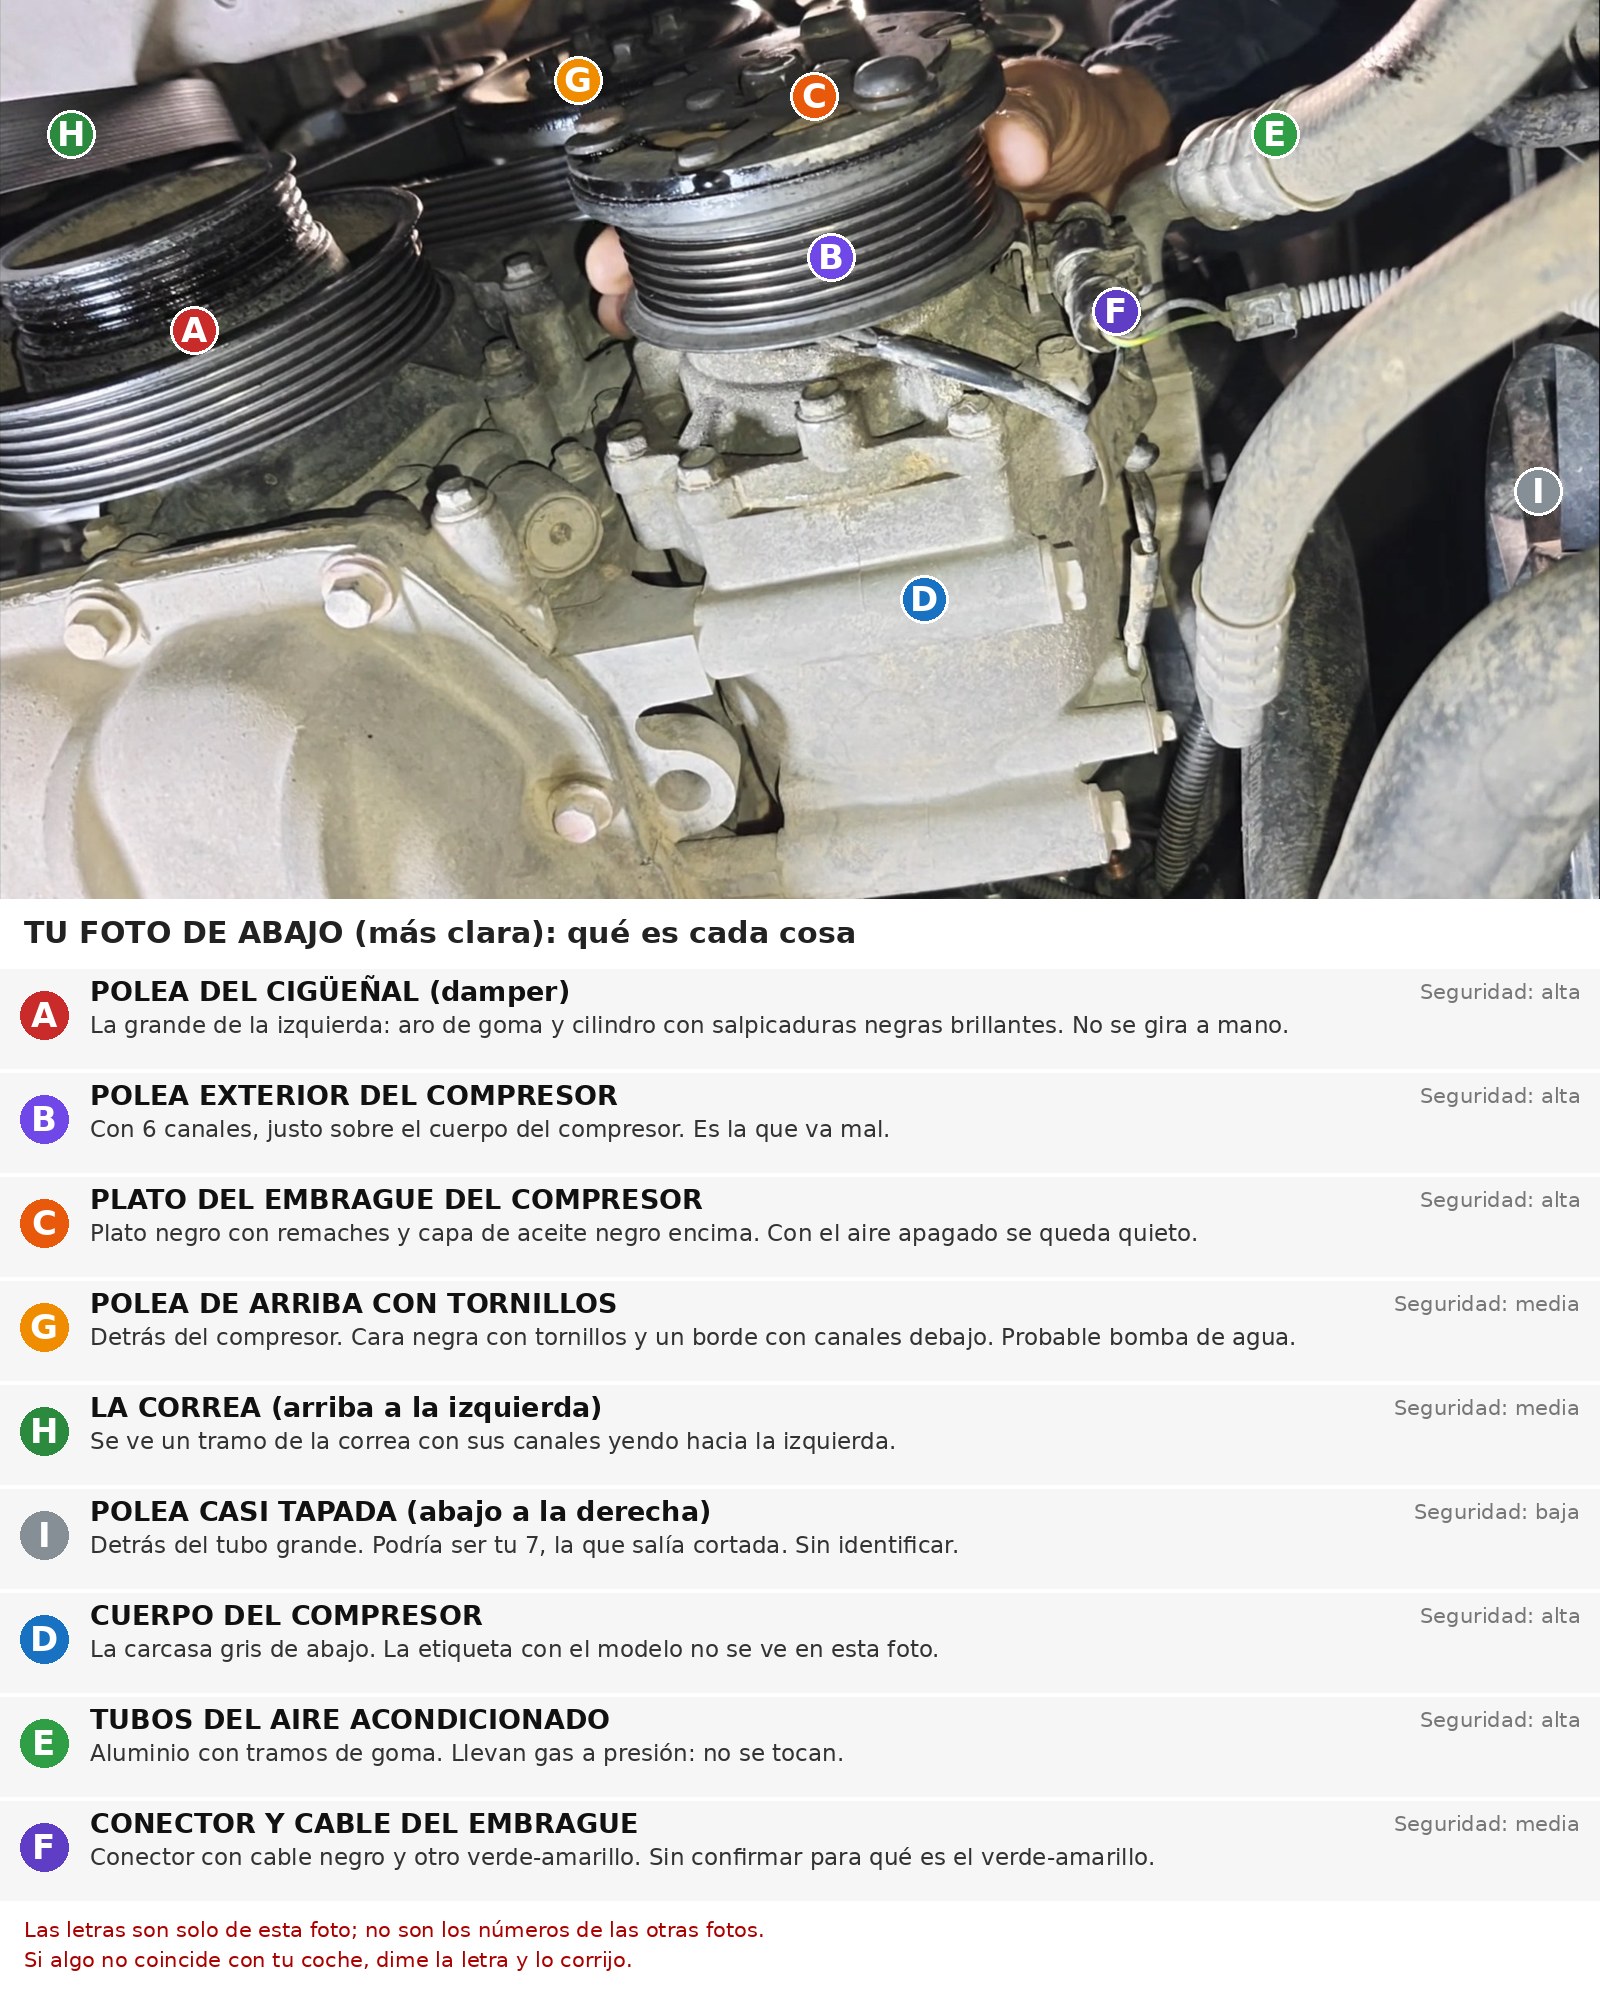 H
G
C
E
B
F
A
I
D
TU FOTO DE ABAJO (más clara): qué es cada cosa
A
POLEA DEL CIGÜEÑAL (damper)
Seguridad: alta
La grande de la izquierda: aro de goma y cilindro con salpicaduras negras brillantes. No se gira a mano.
B
POLEA EXTERIOR DEL COMPRESOR
Seguridad: alta
Con 6 canales, justo sobre el cuerpo del compresor. Es la que va mal.
C
PLATO DEL EMBRAGUE DEL COMPRESOR
Seguridad: alta
Plato negro con remaches y capa de aceite negro encima. Con el aire apagado se queda quieto.
G
POLEA DE ARRIBA CON TORNILLOS
Seguridad: media
Detrás del compresor. Cara negra con tornillos y un borde con canales debajo. Probable bomba de agua.
H
LA CORREA (arriba a la izquierda)
Seguridad: media
Se ve un tramo de la correa con sus canales yendo hacia la izquierda.
I
POLEA CASI TAPADA (abajo a la derecha)
Seguridad: baja
Detrás del tubo grande. Podría ser tu 7, la que salía cortada. Sin identificar.
D
CUERPO DEL COMPRESOR
Seguridad: alta
La carcasa gris de abajo. La etiqueta con el modelo no se ve en esta foto.
E
TUBOS DEL AIRE ACONDICIONADO
Seguridad: alta
Aluminio con tramos de goma. Llevan gas a presión: no se tocan.
F
CONECTOR Y CABLE DEL EMBRAGUE
Seguridad: media
Conector con cable negro y otro verde-amarillo. Sin confirmar para qué es el verde-amarillo.
Las letras son solo de esta foto; no son los números de las otras fotos.
Si algo no coincide con tu coche, dime la letra y lo corrijo.